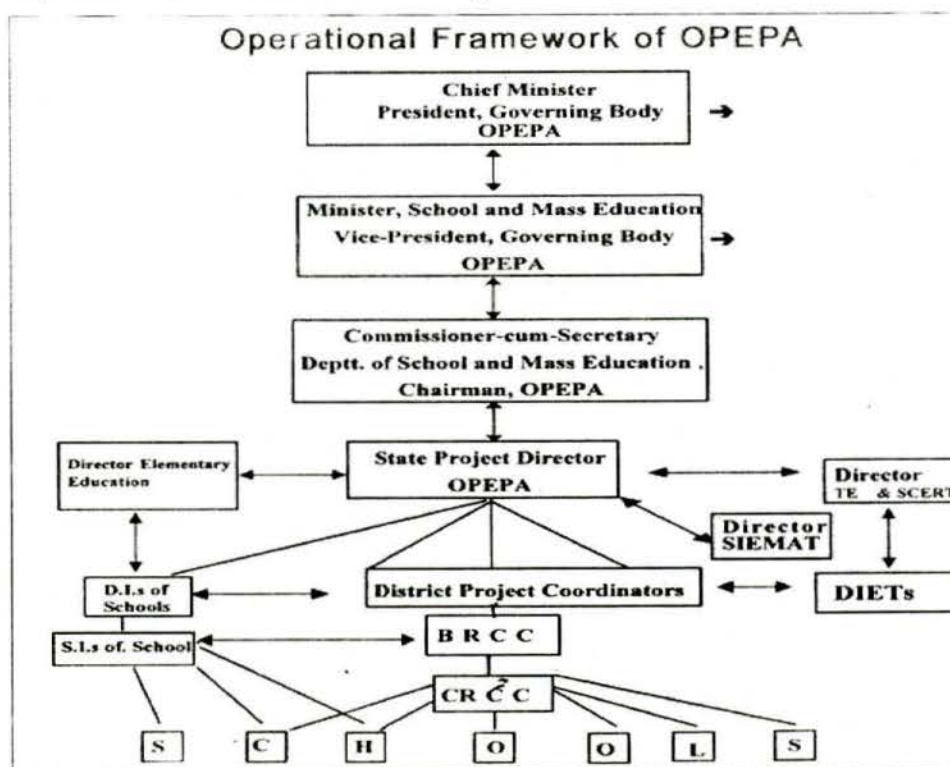 Operational Framework of OPEPA
Chief Minister
President, Governing Body
OPEPA
Minister, School and Mass Education
Vice-President, Governing Body
OPEPA
Commissioner-cum-Secretary
Deptt. of School and Mass Education .
Chairman, OPEPA
State Project Director
OPEPA
Director Elementary
Education
Director
TE & SCERT
Director
SIEMAT
D.I.s of
Schools
District Project Coordinators
DIETs
S.I.s of. School
B R C C
CR C C
S C H O O L S